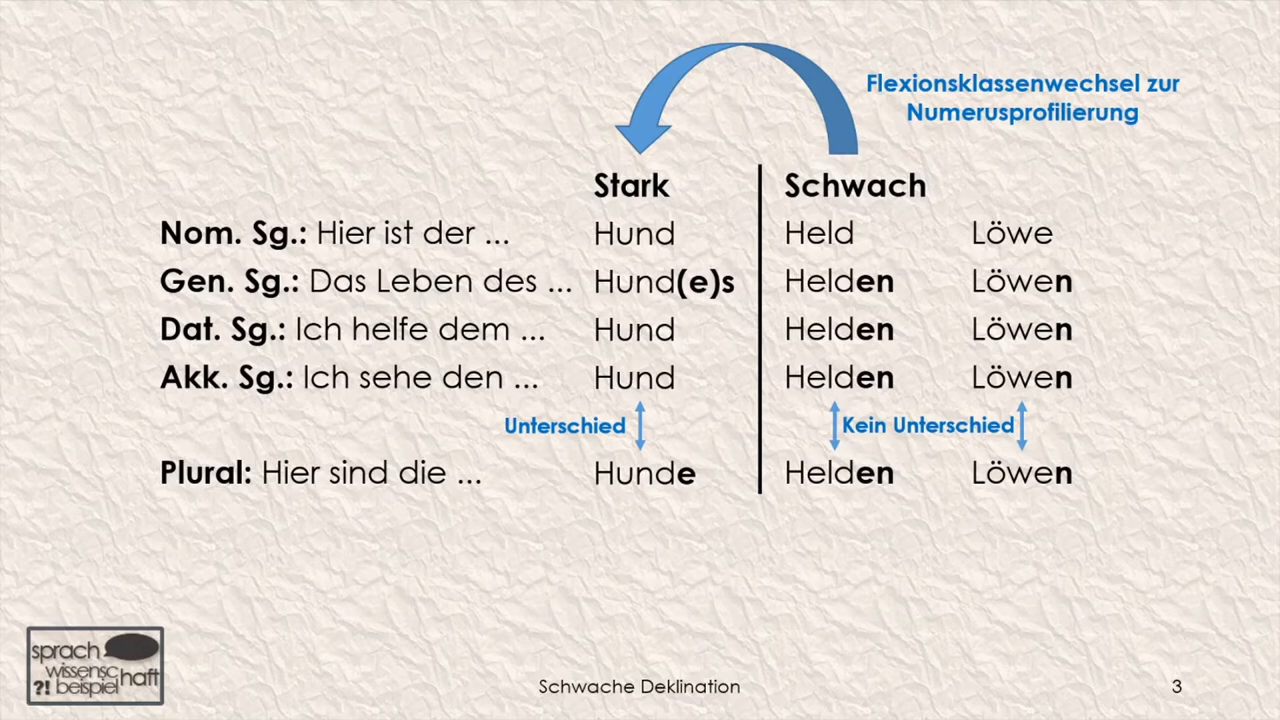 Flexionsklassenwechsel zur
Numerusprofilierung
Stark Schwach
Nom. Sg.: Hier ist der ... Hund Held Löwe
Gen. Sg.: Das Leben des ... Hund(e)s Helden Löwen
Dat. Sg.: Ich helfe dem ... Hund Helden Löwen
Akk. Sg.: Ich sehe den ... Hund Helden Löwen
Unterschied Kein Unterschied
Plural: Hier sind die ... Hunde Helden Löwen
sprach
wissensc
haft
?! beispiel
Schwache Deklination 3